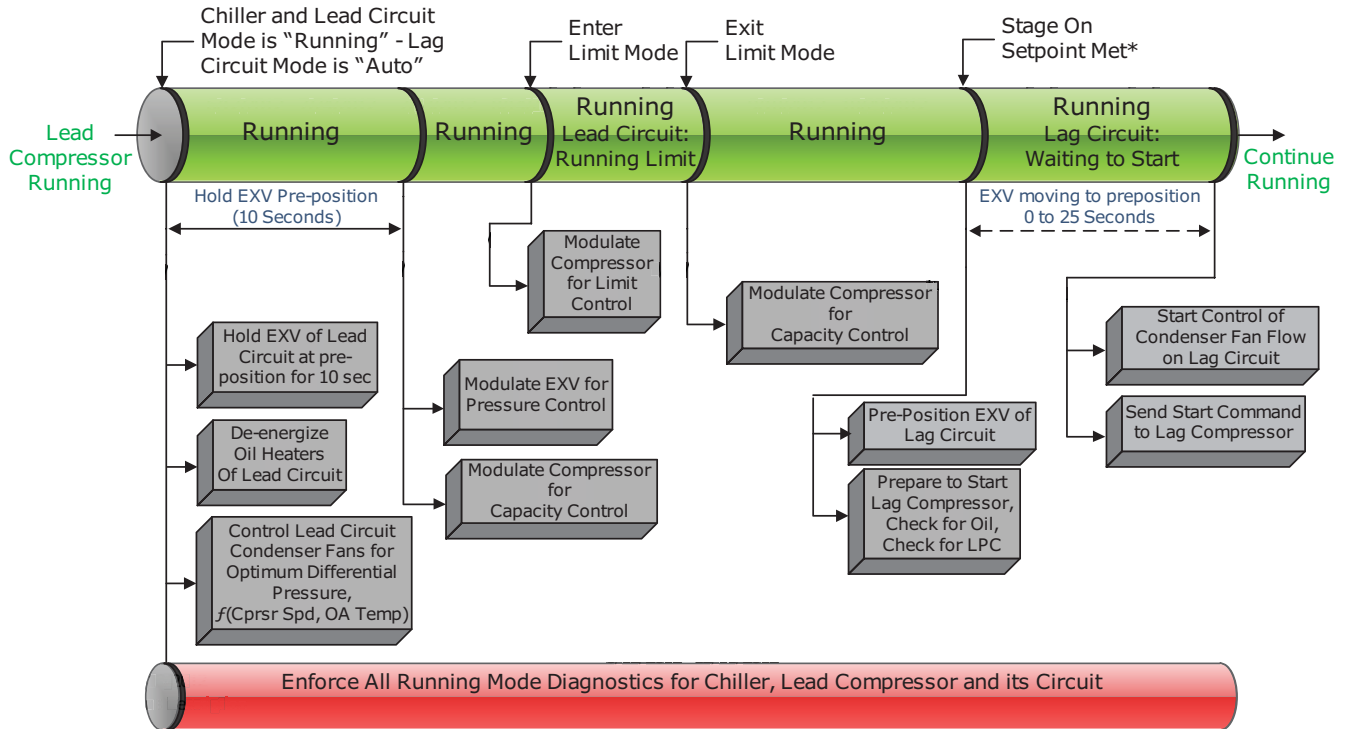 Chiller and Lead Circuit
Mode is “Running” - Lag
Circuit Mode is “Auto”
Enter
Limit Mode
Exit
Limit Mode
Stage On
Setpoint Met*
Lead
Compressor
Running
Running
Running
Running
Lead Circuit:
Running Limit
Running
Running
Lag Circuit:
Waiting to Start
Continue
Running
Hold EXV Pre-position
(10 Seconds)
EXV moving to preposition
0 to 25 Seconds
Modulate
Compressor
for Limit
Control
Modulate Compressor
for
Capacity Control
Start Control of
Condenser Fan Flow
on Lag Circuit
Hold EXV of Lead
Circuit at pre-
position for 10 sec
Modulate EXV for
Pressure Control
Pre-Position EXV of
Lag Circuit
Send Start Command
to Lag Compressor
De-energize
Oil Heaters
Of Lead Circuit
Modulate Compressor
for
Capacity Control
Prepare to Start
Lag Compressor,
Check for Oil,
Check for LPC
Control Lead Circuit
Condenser Fans for
Optimum Differential
Pressure,
ƒ(Cprsr Spd, OA Temp)
Enforce All Running Mode Diagnostics for Chiller, Lead Compressor and its Circuit